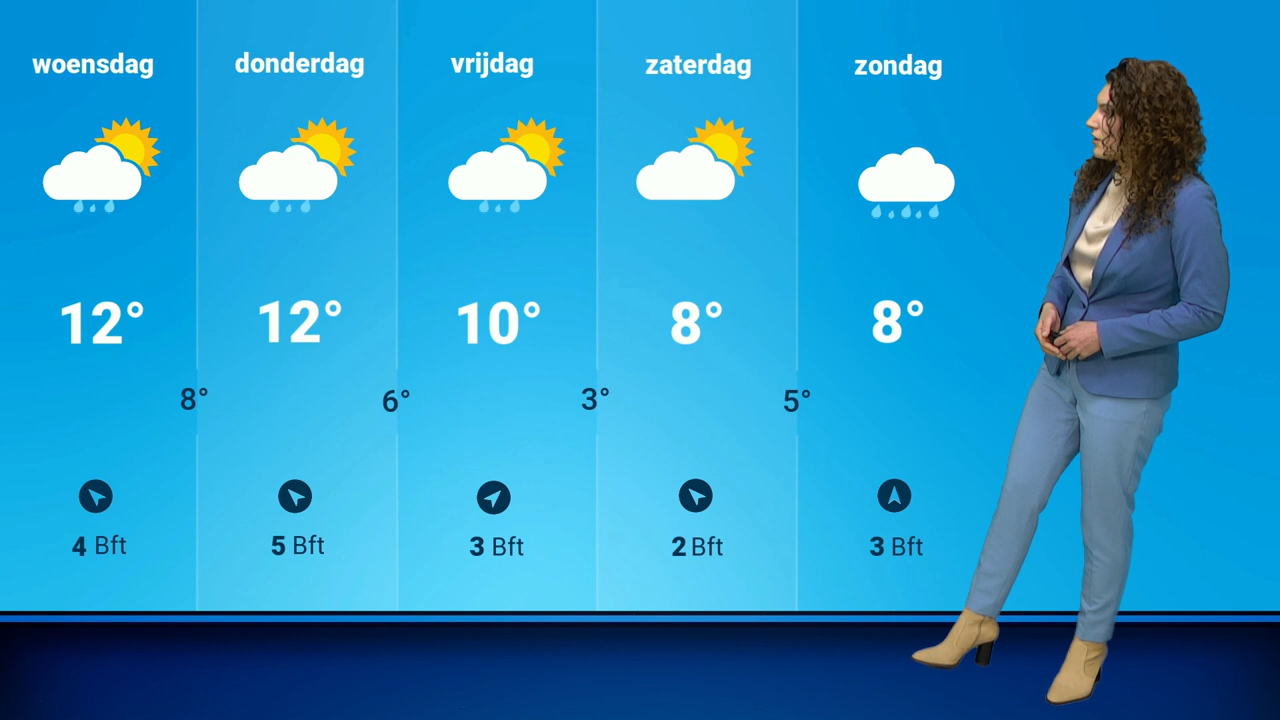 woensdag donderdag vrijdag zaterdag zondag
12° 12° 10° 8° 8°
8° 6° 3° 5°
4 Bft 5 Bft 3 Bft 2 Bft 3 Bft